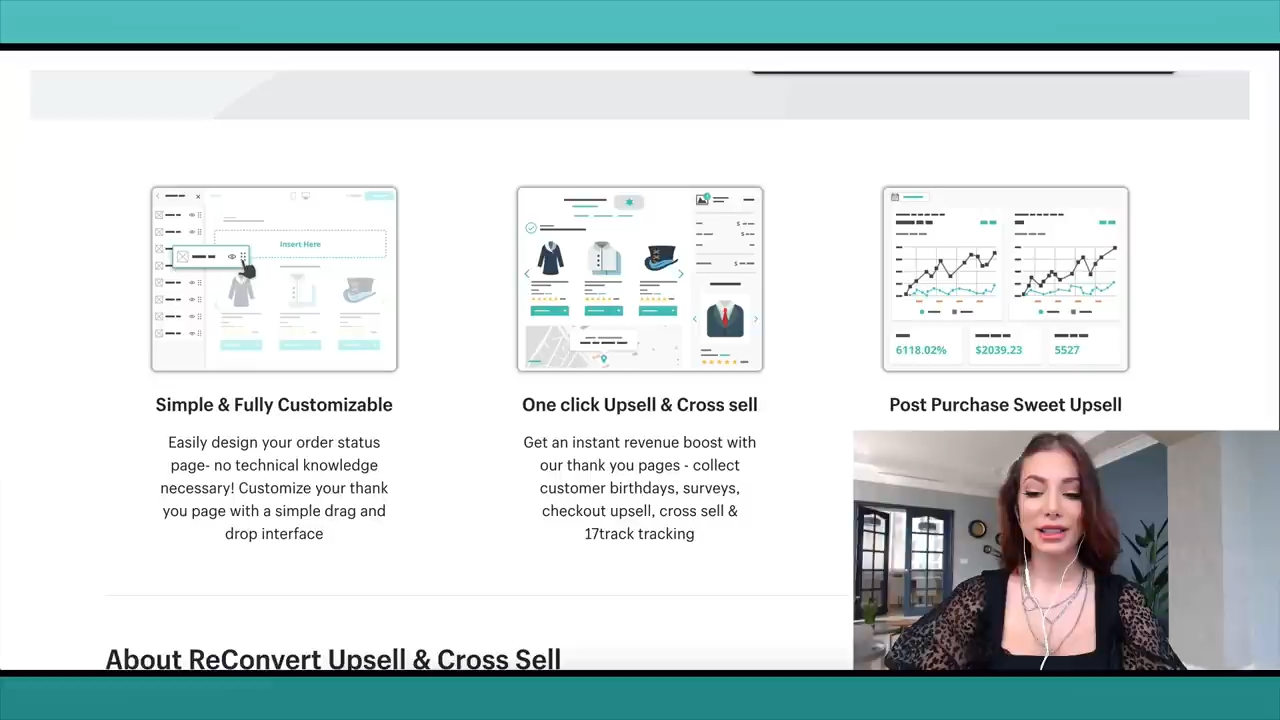 Insert Here
6118.02%
$2039.23
5527
Simple & Fully Customizable
One click Upsell & Cross sell
Post Purchase Sweet Upsell
Easily design your order status
page- no technical knowledge
necessary! Customize your thank
you page with a simple drag and
drop interface
Get an instant revenue boost with
our thank you pages - collect
customer birthdays, surveys,
checkout upsell, cross sell &
17track tracking
About ReConvert Upsell & Cross Sell